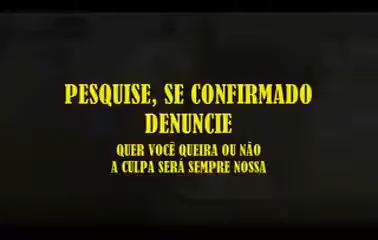 PESQUISE, SE CONFIRMADO
DENUNCIE
QUER VOCÊ QUEIRA OU NÃO
A CULPA SERÁ SEMPRE NOSSA